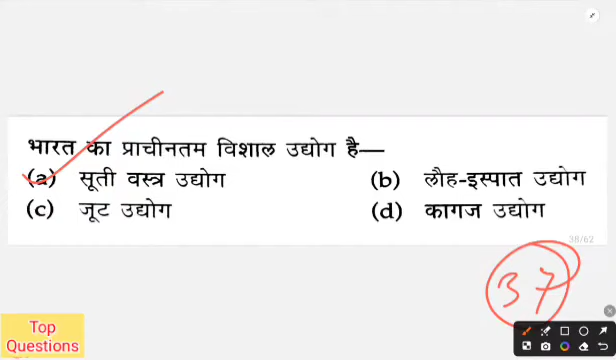 भारत का प्राचीनतम विशाल उद्योग है—
(a) सूती वस्त्र उद्योग
(b) लौह-इस्पात उद्योग
(c) जूट उद्योग
(d) कागज उद्योग
38/62
37
Top
Questions